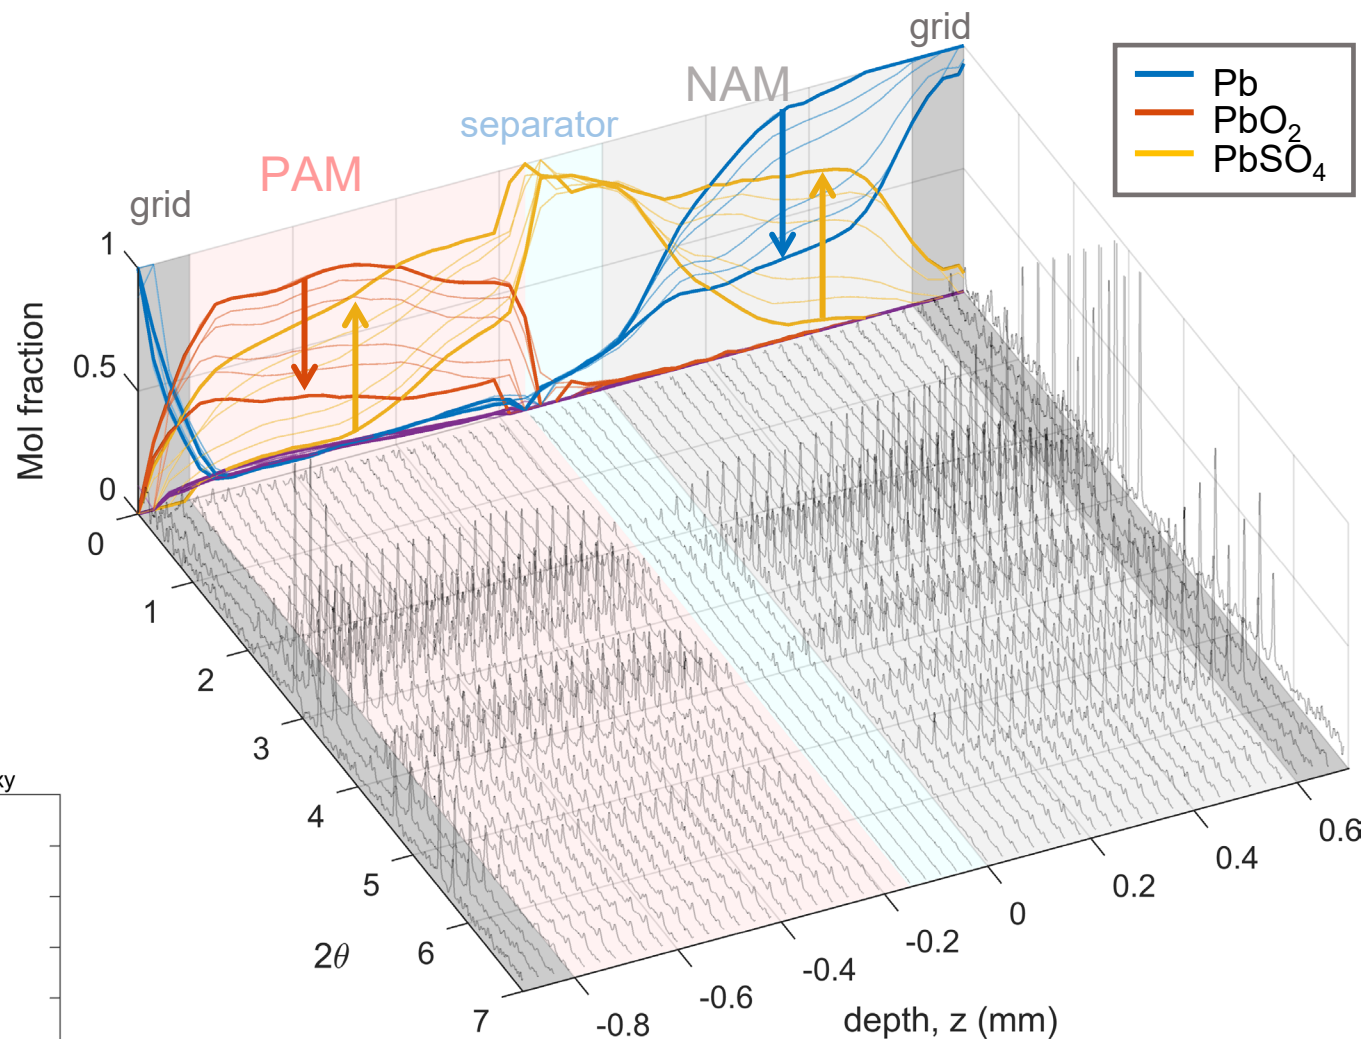 grid
NAM
separator
PAM
grid
Pb
PbO₂
PbSO₄
Mol fraction
1
0.5
0
0
1
2
3
4
5
6
7
2θ
-0.8
-0.6
-0.4
-0.2
0
0.2
0.4
0.6
depth, z (mm)
xy